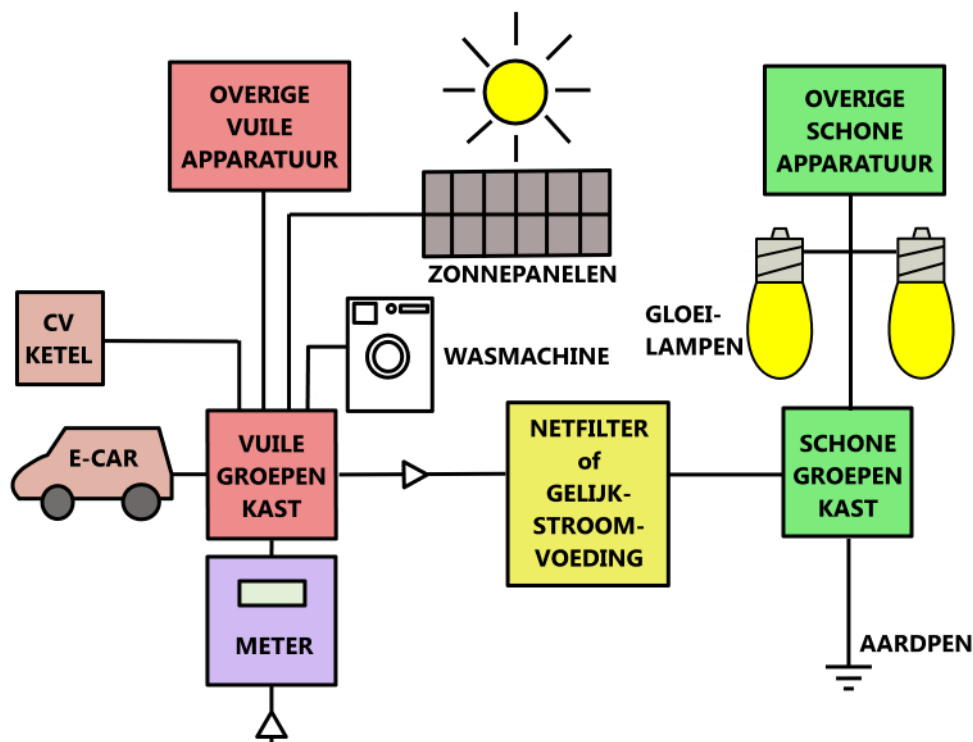 OVERIGE
VUILE
APPARATUUR
OVERIGE
SCHONE
APPARATUUR
ZONNEPANELEN
CV
KETEL
WASMACHINE
GLOEI-
LAMPEN
E-CAR
VUILE
GROEPEN
KAST
NETFILTER
of
GELIJK-
STROOM-
VOEDING
SCHONE
GROEPEN
KAST
METER
AARDPEN